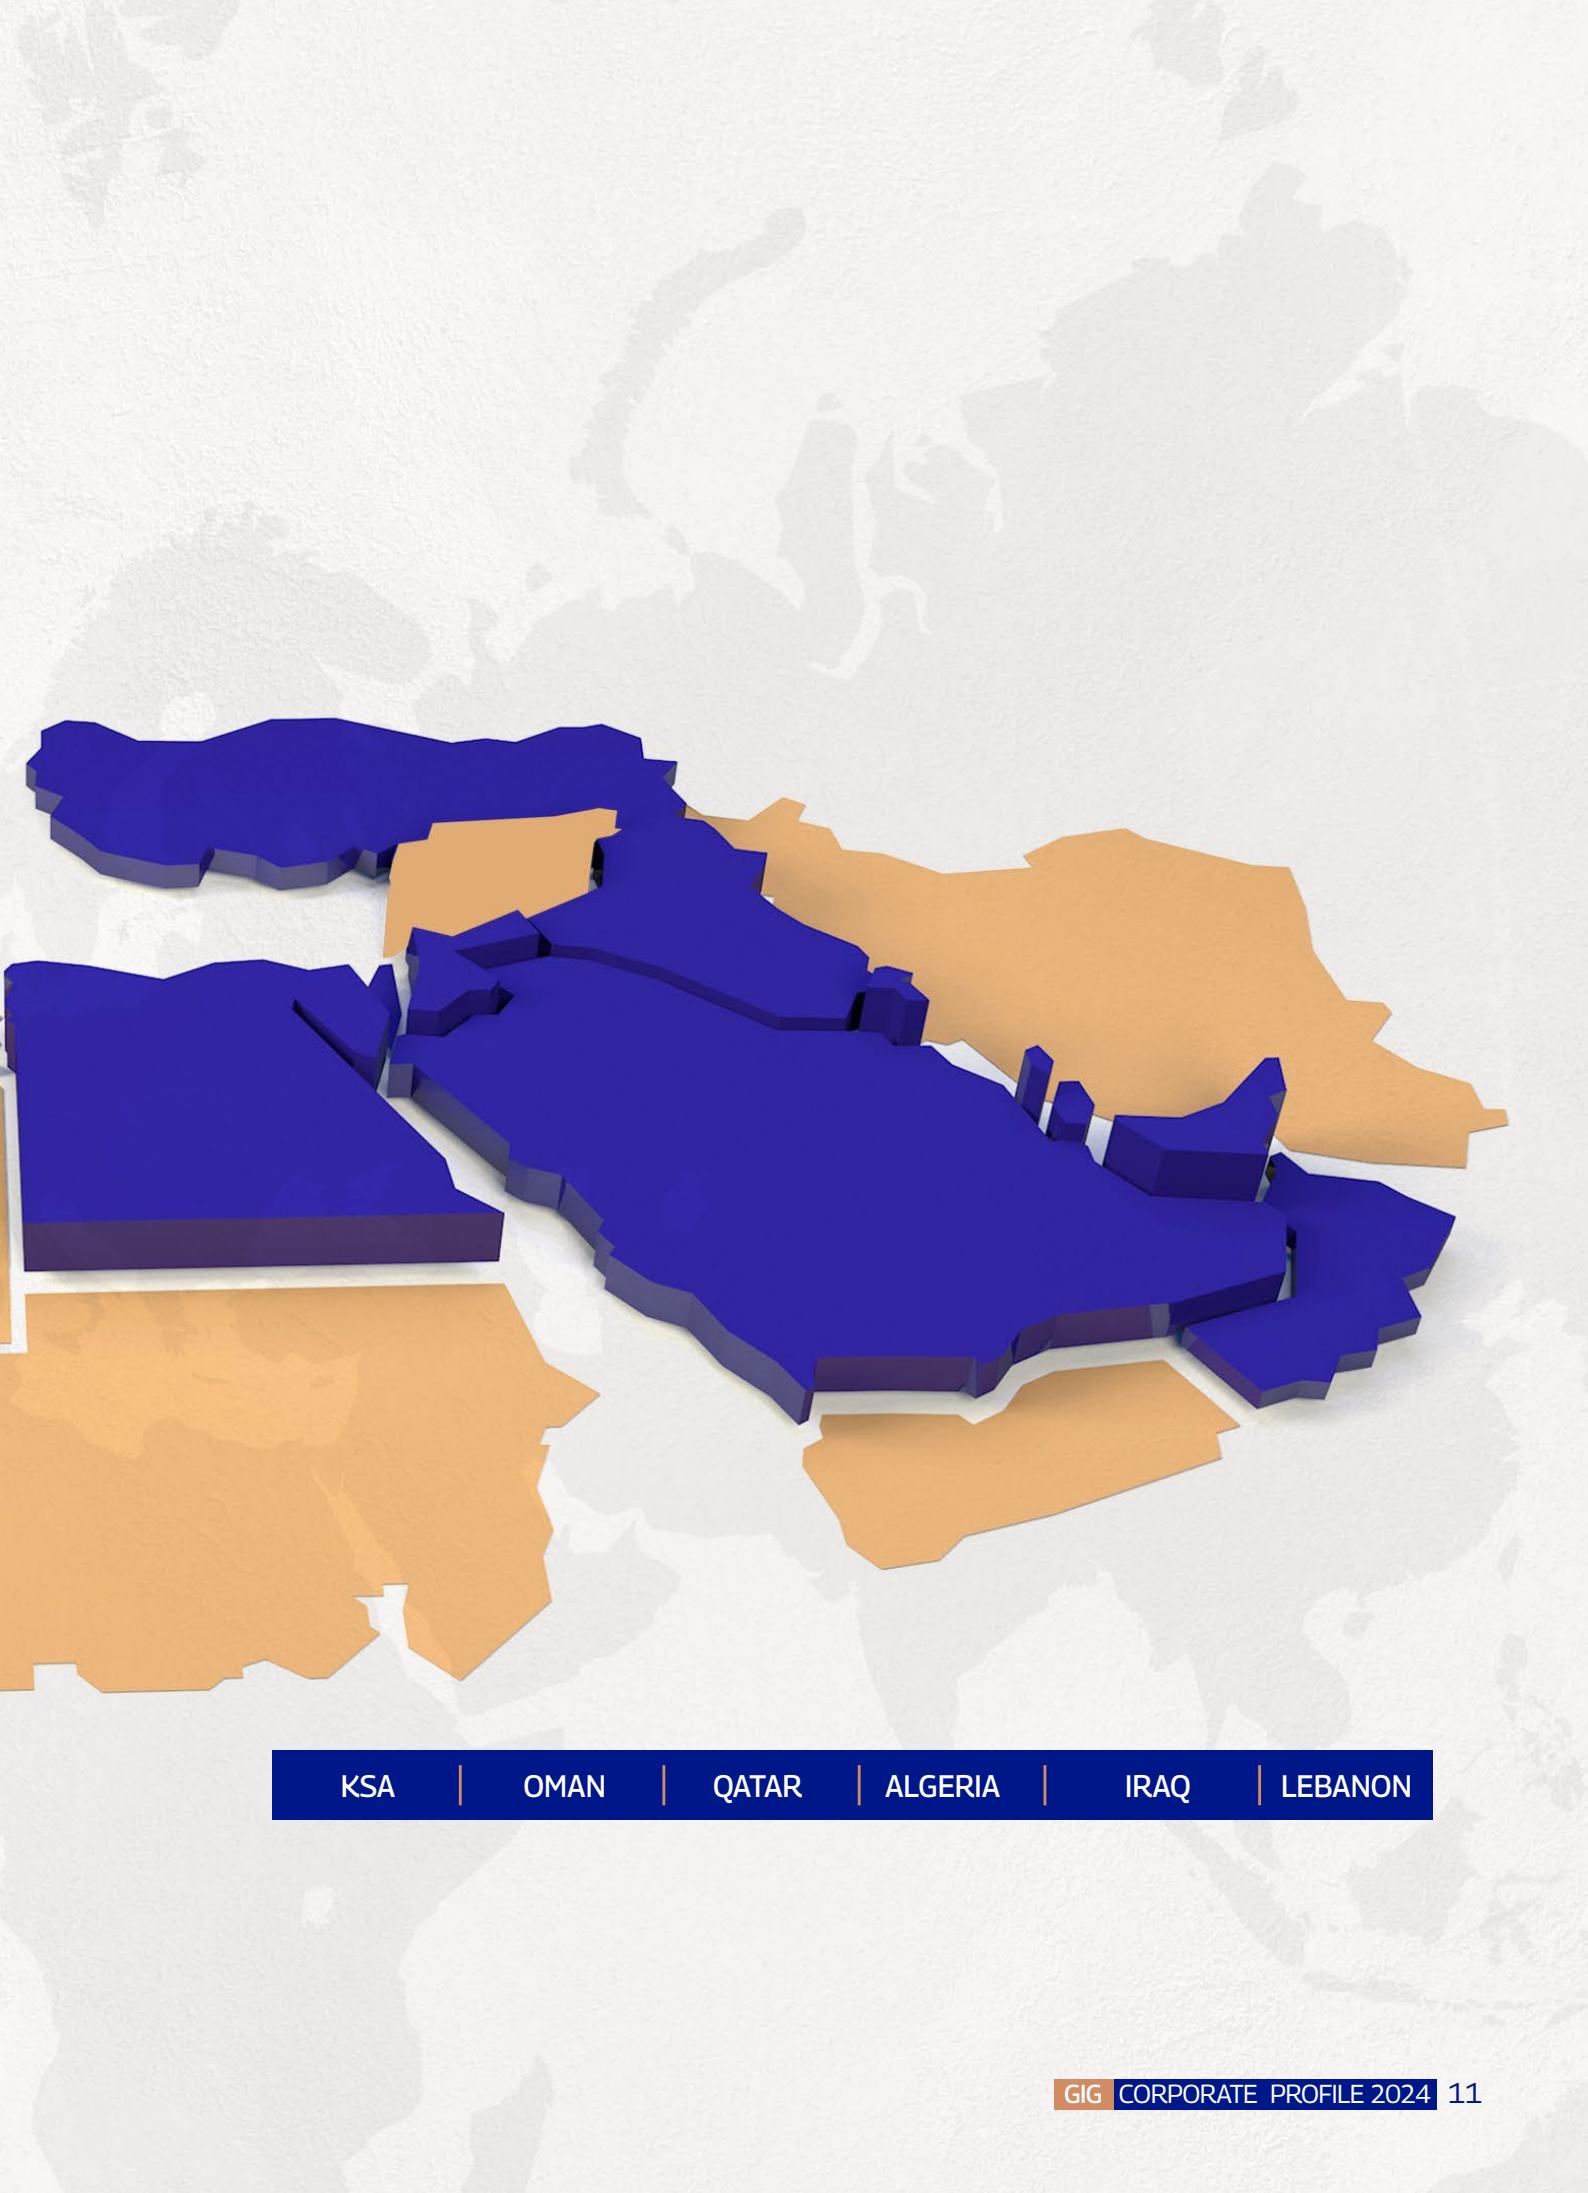 KSA | OMAN | QATAR | ALGERIA | IRAQ | LEBANON
GIG CORPORATE PROFILE 2024 11